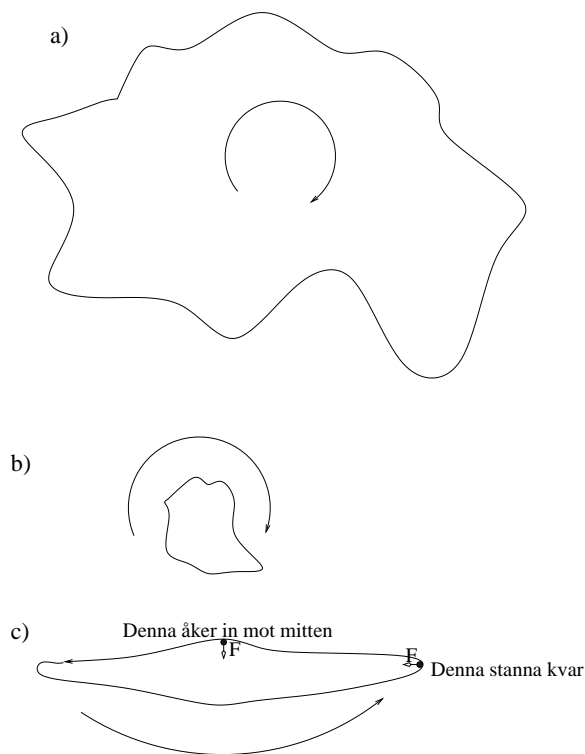 a)
b)
c)
Denna åker in mot mitten
F
F
Denna stanna kvar